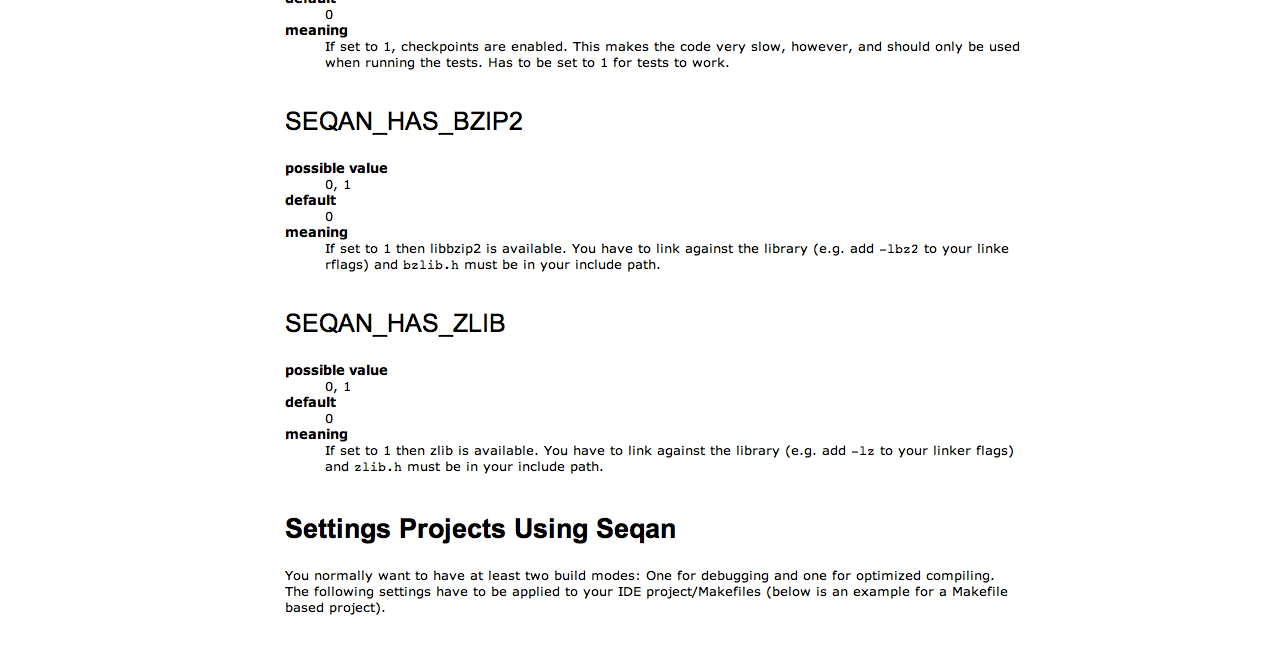 default
0
meaning
If set to 1, checkpoints are enabled. This makes the code very slow, however, and should only be used
when running the tests. Has to be set to 1 for tests to work.
SEQAN_HAS_BZIP2
possible value
0, 1
default
0
meaning
If set to 1 then libbzip2 is available. You have to link against the library (e.g. add -lbz2 to your linke
rflags) and bzlib.h must be in your include path.
SEQAN_HAS_ZLIB
possible value
0, 1
default
0
meaning
If set to 1 then zlib is available. You have to link against the library (e.g. add -lz to your linker flags)
and zlib.h must be in your include path.
Settings Projects Using Seqan
You normally want to have at least two build modes: One for debugging and one for optimized compiling.
The following settings have to be applied to your IDE project/Makefiles (below is an example for a Makefile
based project).